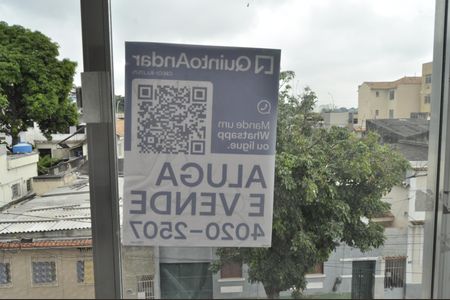 QuintoAndar
Mande um
Whatsapp
ou ligue.
ALUGA
E VENDE
4020-2507